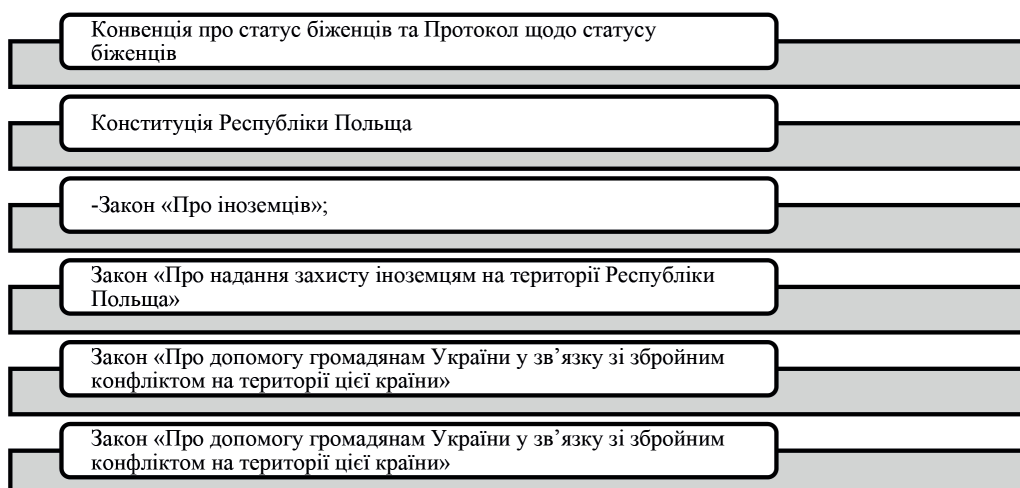 Конвенція про статус біженців та Протокол щодо статусу
біженців
Конституція Республіки Польща
-Закон «Про іноземців»;
Закон «Про надання захисту іноземцям на території Республіки
Польща»
Закон «Про допомогу громадянам України у зв’язку зі збройним
конфліктом на території цієї країни»
Закон «Про допомогу громадянам України у зв’язку зі збройним
конфліктом на території цієї країни»